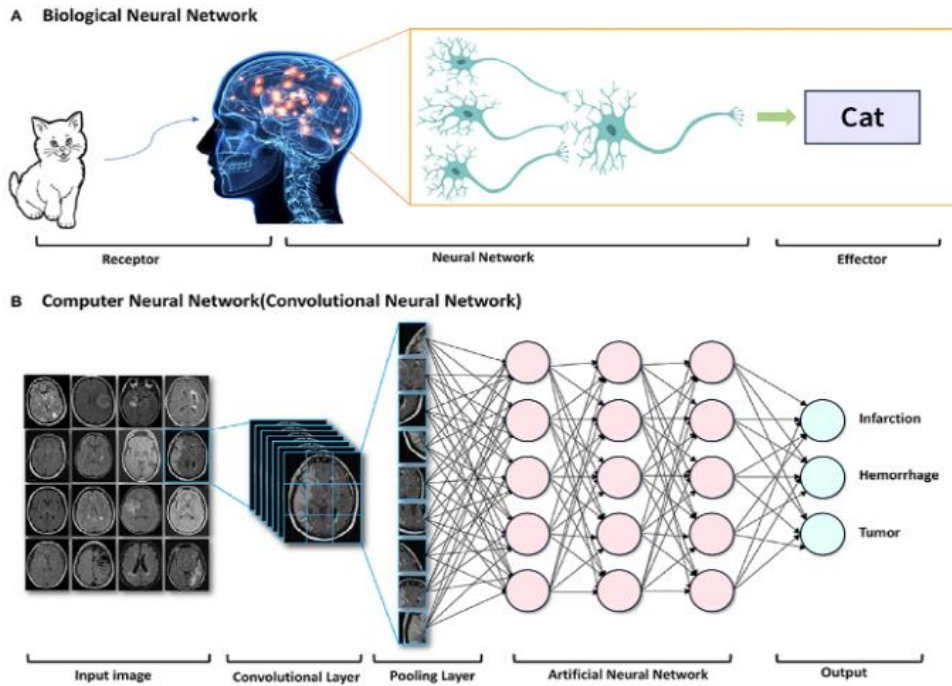 A Biological Neural Network
Cat
Receptor Neural Network Effector
B Computer Neural Network(Convolutional Neural Network)
Infarction
Hemorrhage
Tumor
Input image Convolutional Layer Pooling Layer Artificial Neural Network Output